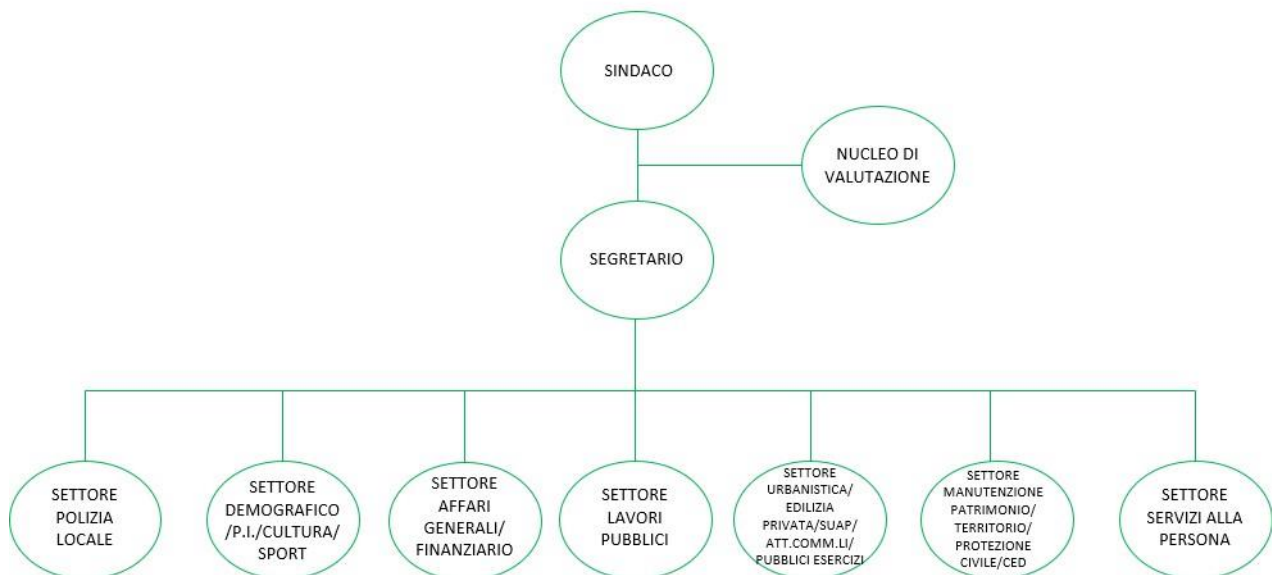 SINDACO
NUCLEO DI
VALUTAZIONE
SEGRETARIO
SETTORE
POLIZIA
LOCALE
SETTORE
DEMOGRAFICO
/P.I./CULTURA/
SPORT
SETTORE
AFFARI
GENERALI/
FINANZIARIO
SETTORE
LAVORI
PUBBLICI
SETTORE
URBANISTICA/
EDILIZIA
PRIVATA/SUAP/
ATT.COMM.LI/
PUBBLICI ESERCIZI
SETTORE
MANUTENZIONE
PATRIMONIO/
TERRITORIO/
PROTEZIONE
CIVILE/CED
SETTORE
SERVIZI ALLA
PERSONA